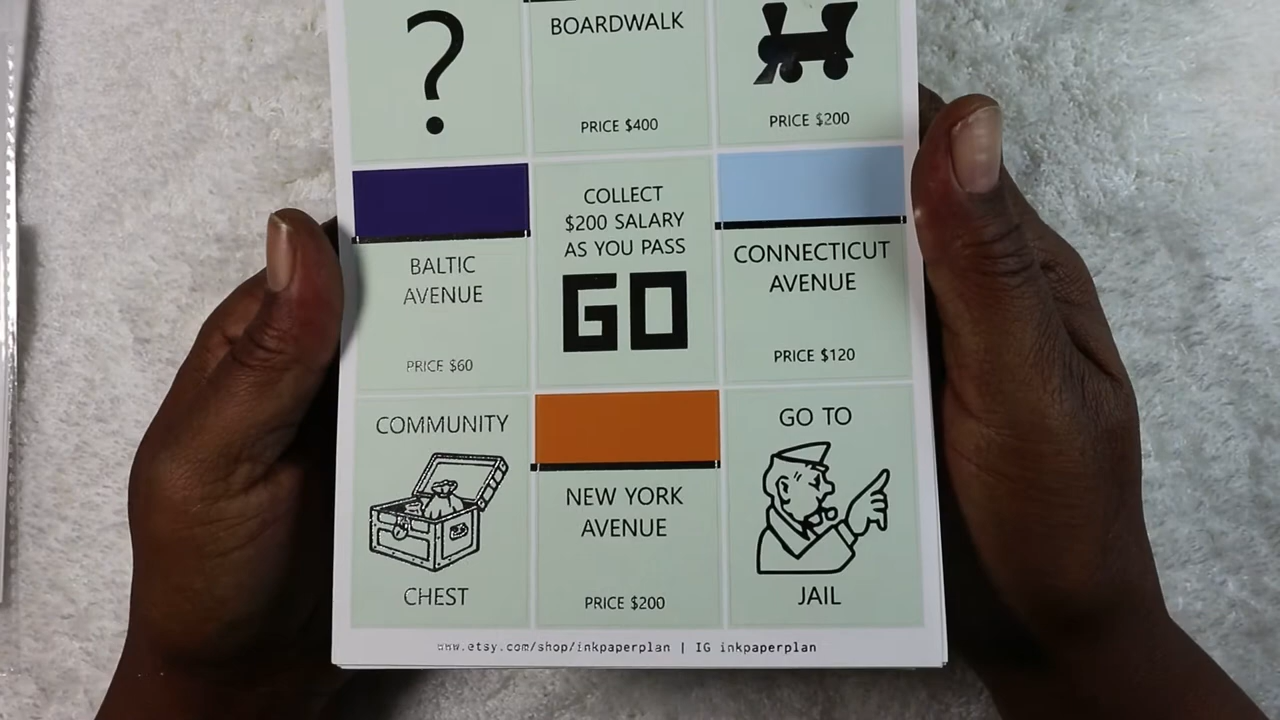 ?
BOARDWALK
PRICE $400
PRICE $200
BALTIC
AVENUE
PRICE $60
COLLECT
$200 SALARY
AS YOU PASS
GO
CONNECTICUT
AVENUE
PRICE $120
COMMUNITY
CHEST
NEW YORK
AVENUE
PRICE $200
GO TO
JAIL
www.etsy.com/shop/inkpaperplan | IG inkpaperplan